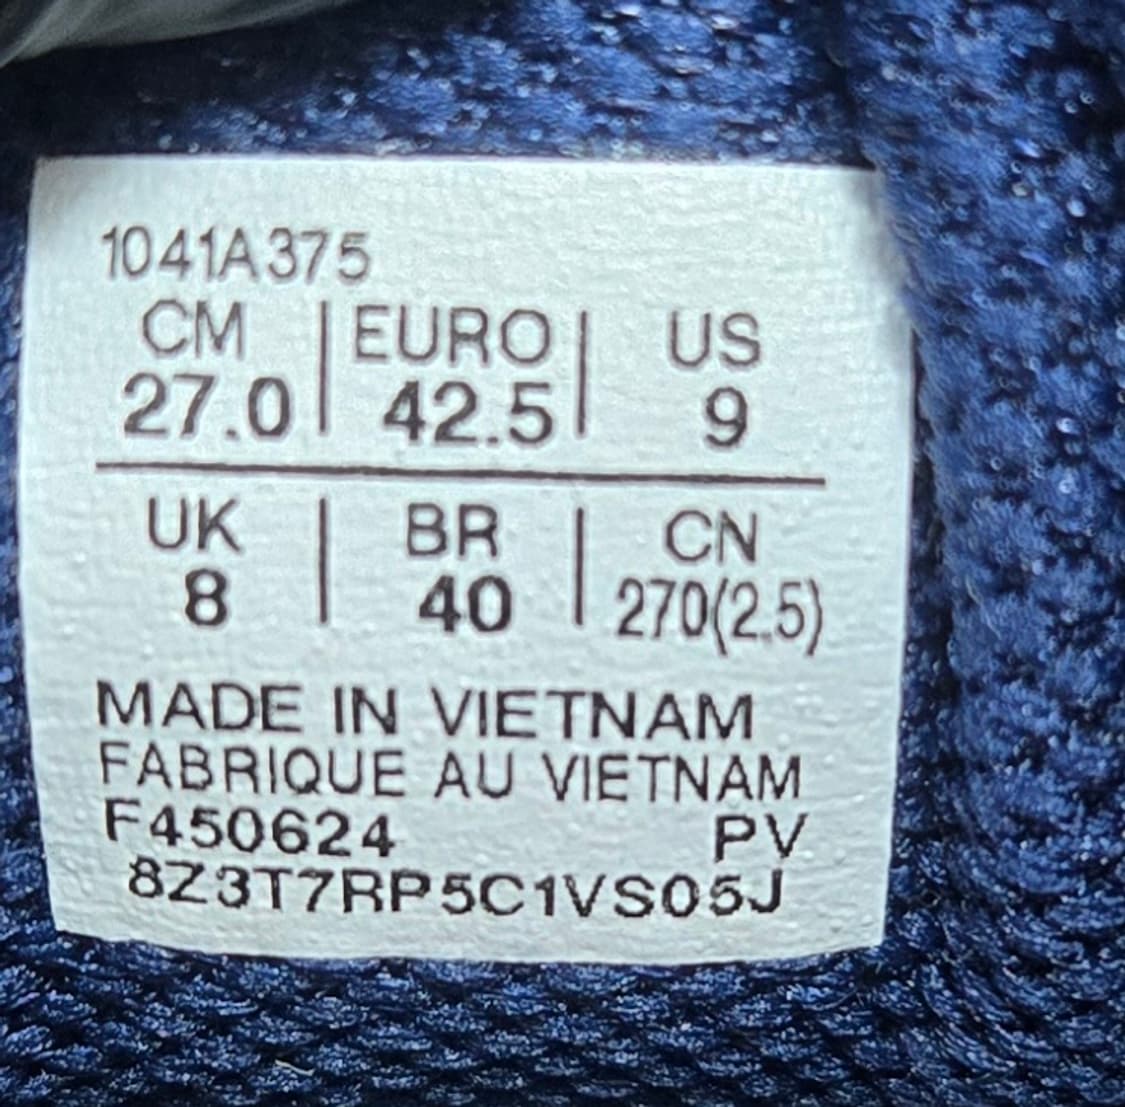 1041A375
CM | EURO | US
27.0 | 42.5 | 9
UK | BR | CN
8 | 40 | 270(2.5)
MADE IN VIETNAM
FABRIQUE AU VIETNAM
F450624 PV
8Z3T7RP5C1VS05J